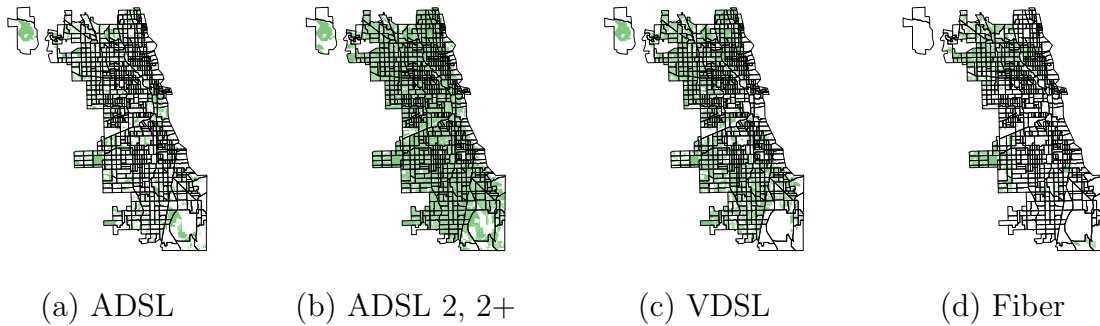 (a) ADSL
(b) ADSL 2, 2+
(c) VDSL
(d) Fiber